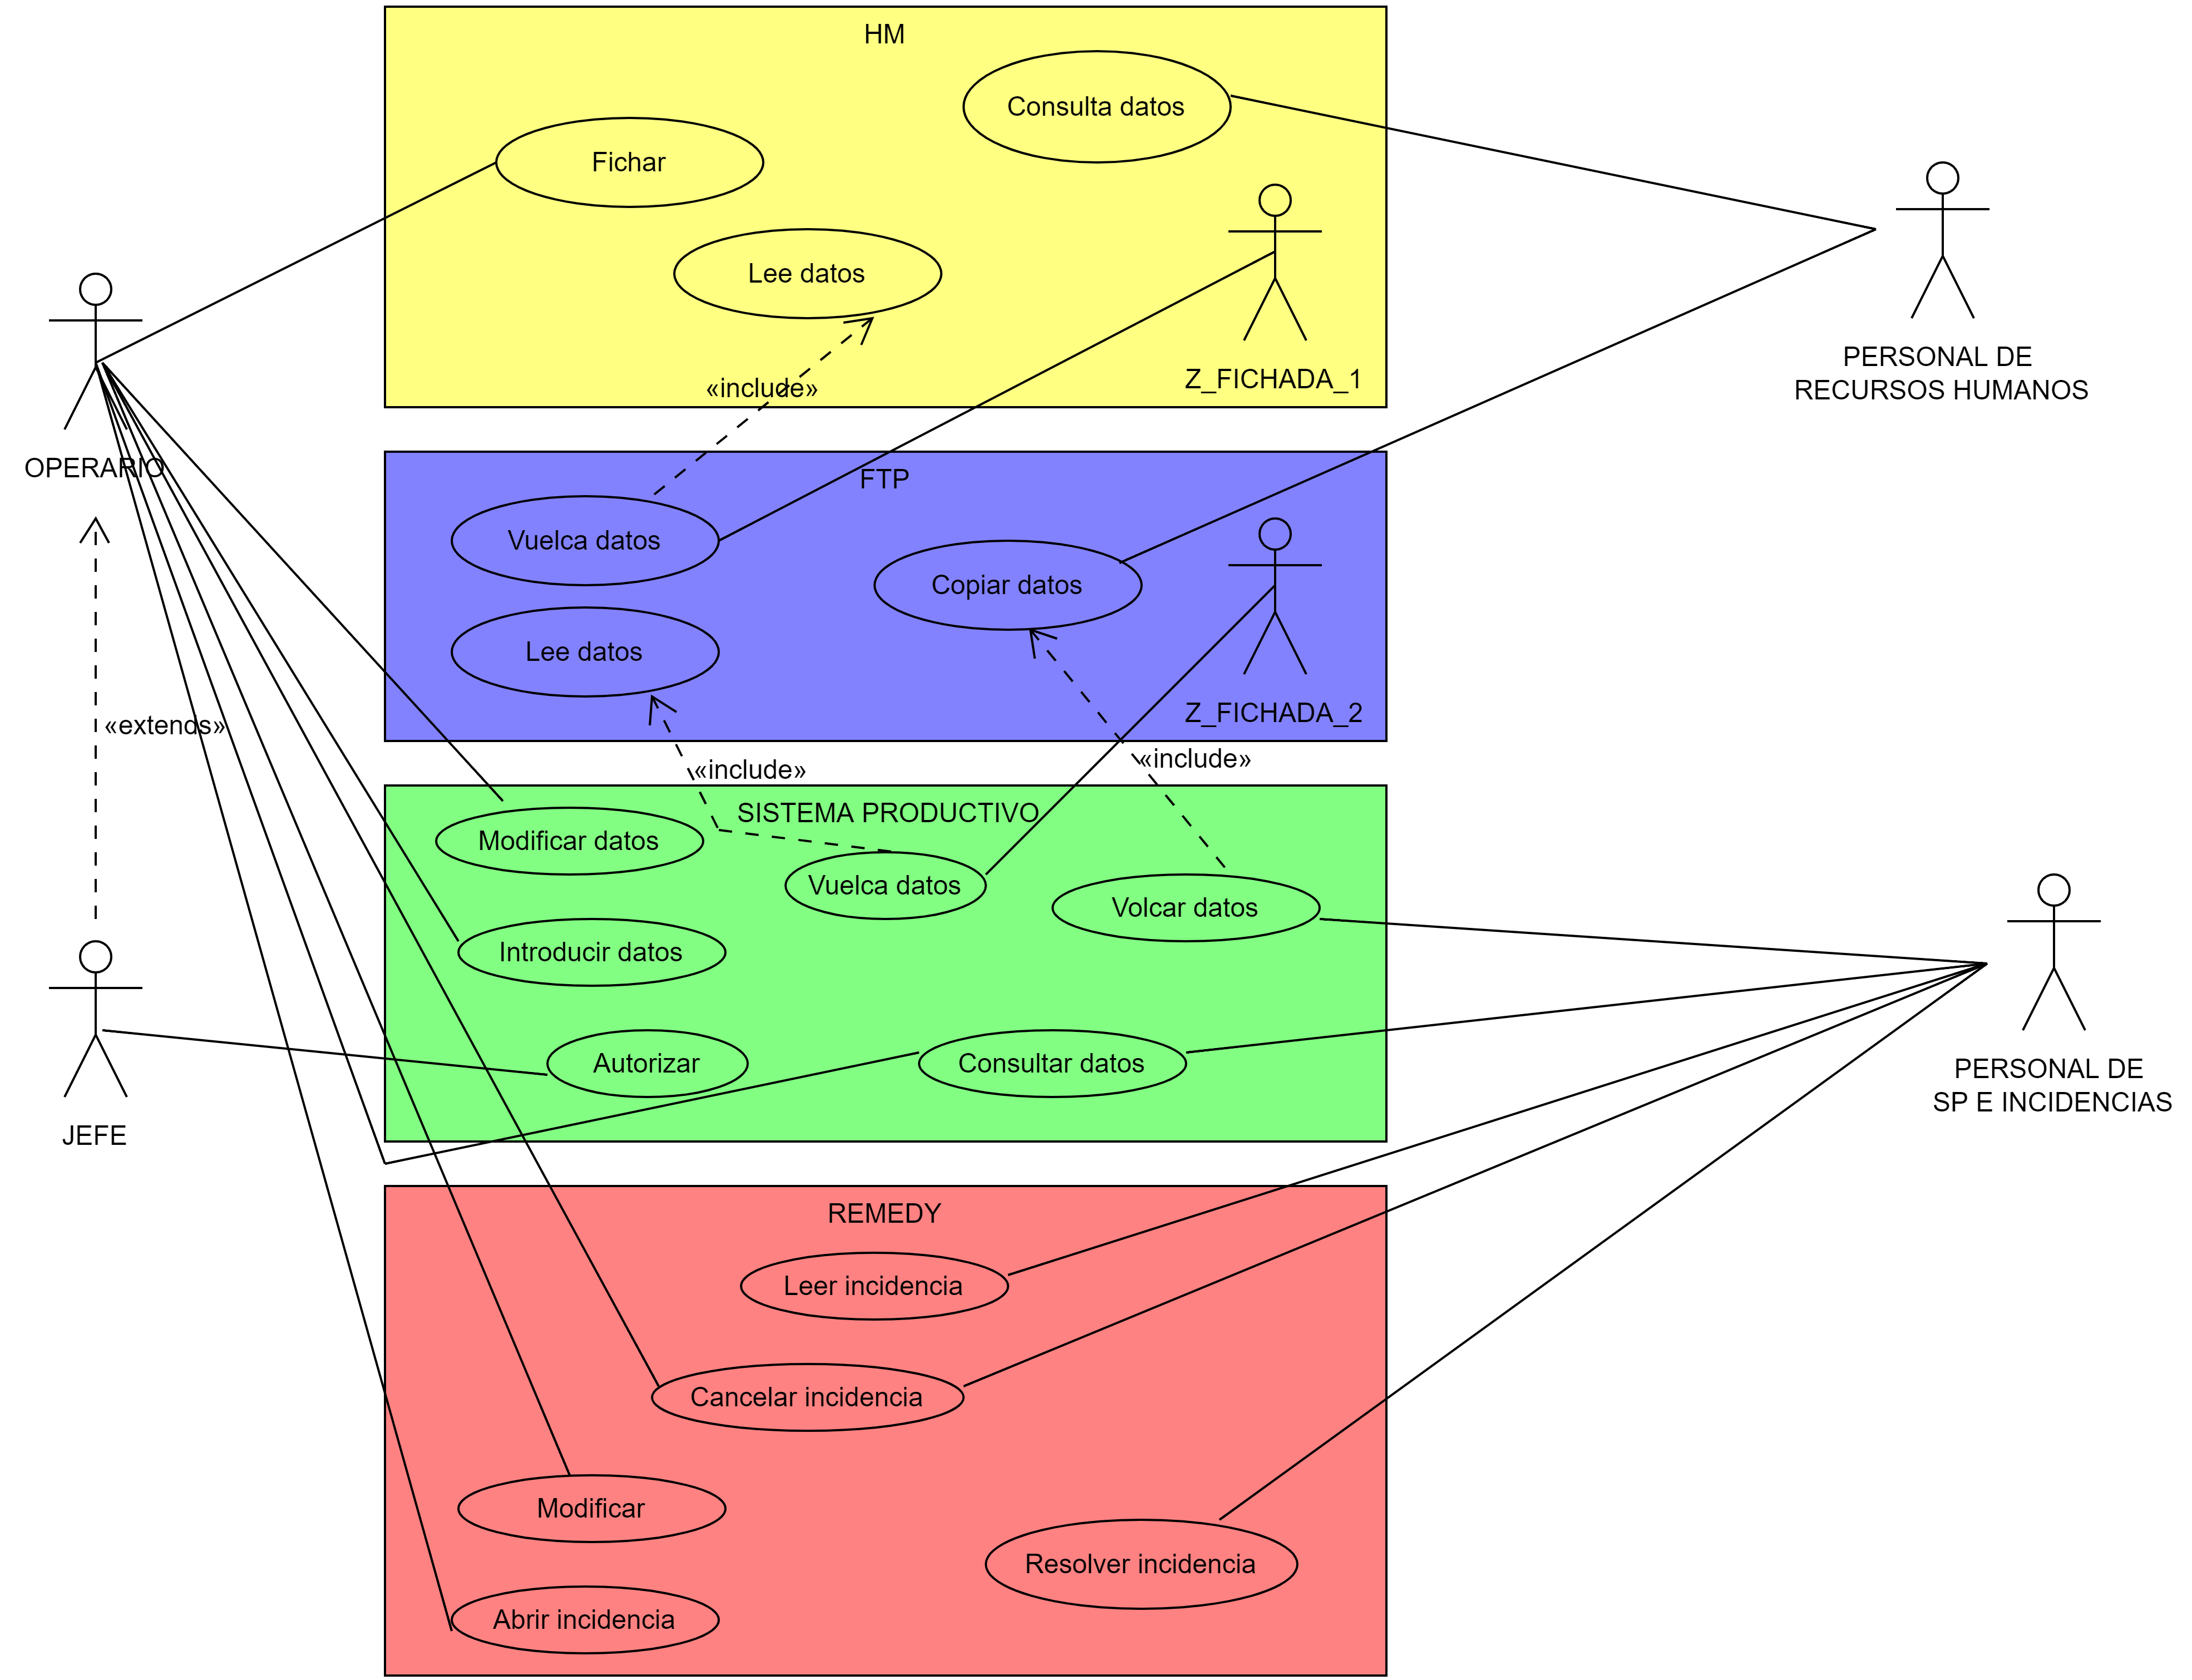 HM
Consulta datos
Fichar
Lee datos
Z_FICHADA_1
«include»
PERSONAL DE
RECURSOS HUMANOS
OPERARIO
FTP
Vuelca datos
Copiar datos
Lee datos
Z_FICHADA_2
«extends»
«include»
«include»
SISTEMA PRODUCTIVO
Modificar datos
Vuelca datos
Volcar datos
Introducir datos
Autorizar
Consultar datos
JEFE
PERSONAL DE
SP E INCIDENCIAS
REMEDY
Leer incidencia
Cancelar incidencia
Modificar
Resolver incidencia
Abrir incidencia